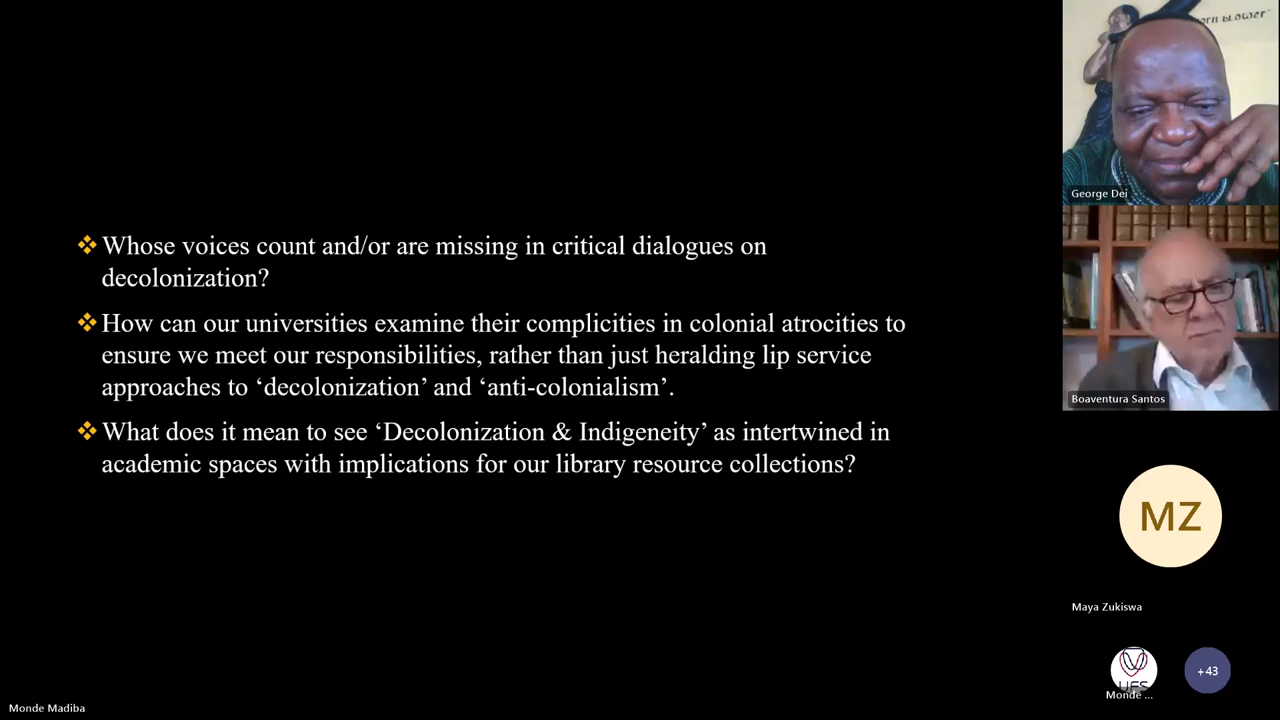 ❖ Whose voices count and/or are missing in critical dialogues on
decolonization?
❖ How can our universities examine their complicities in colonial atrocities to
ensure we meet our responsibilities, rather than just heralding lip service
approaches to ‘decolonization’ and ‘anti-colonialism’.
❖ What does it mean to see ‘Decolonization & Indigeneity’ as intertwined in
academic spaces with implications for our library resource collections?
George Dei
Boaventura Santos
MZ
Maya Zukiswa
UFS
+43
Monde ...
Monde Madiba